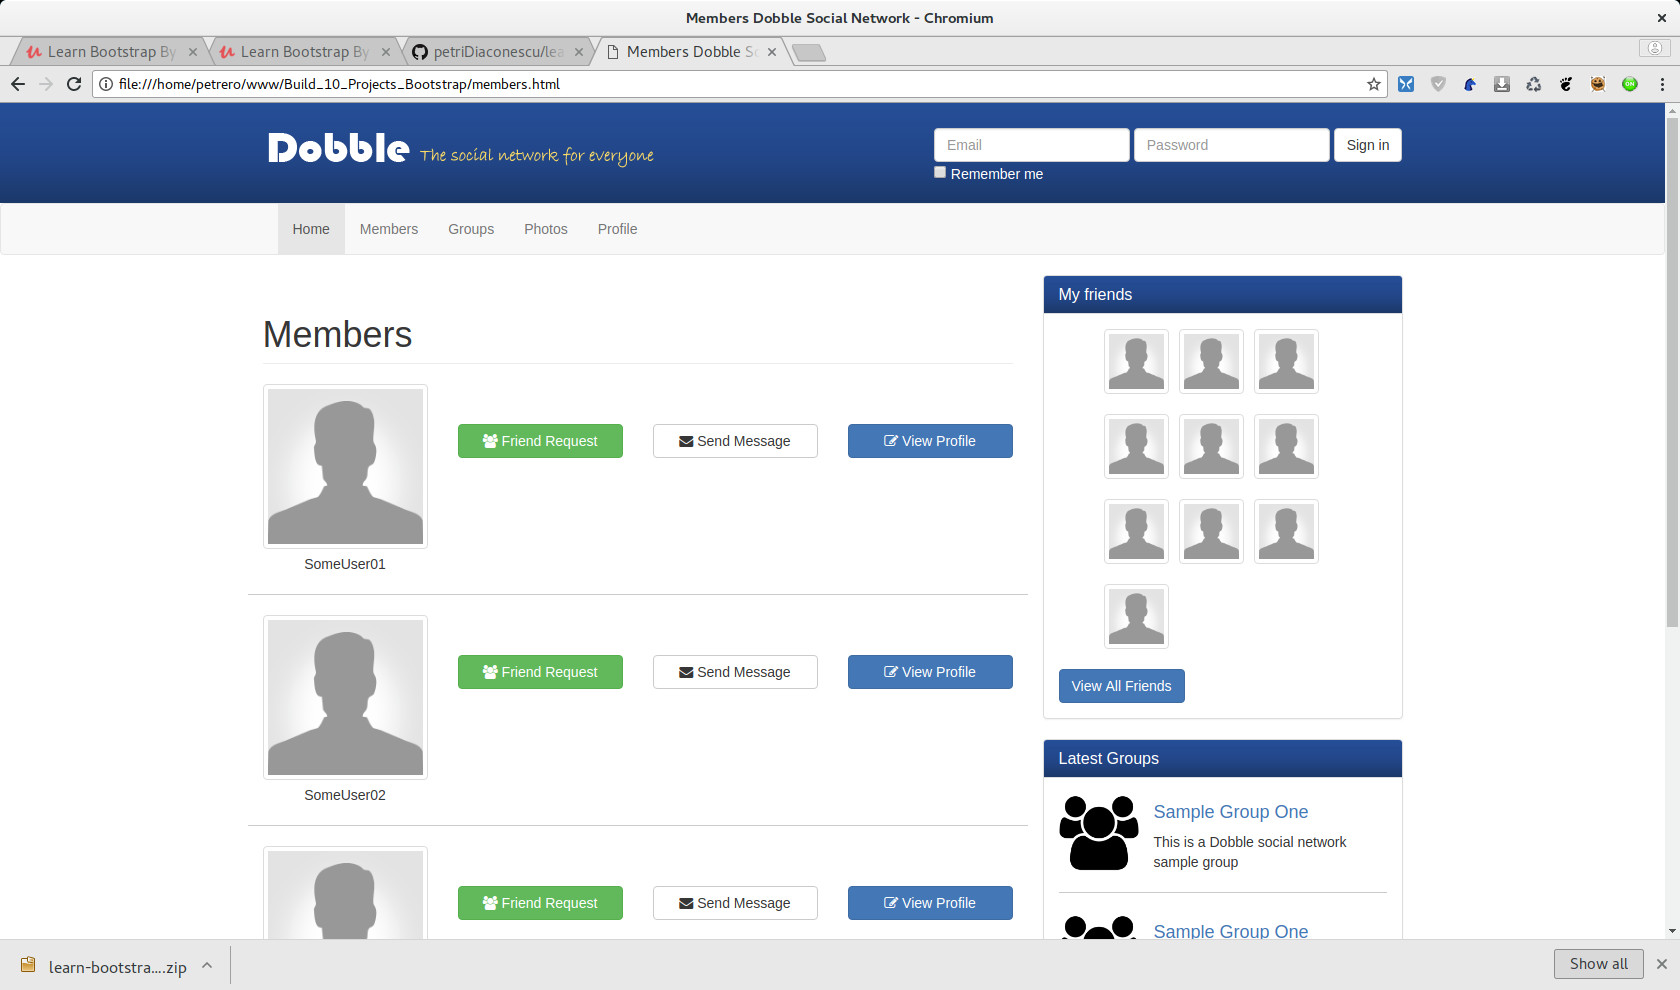 Members Dobble Social Network - Chromium
Learn Bootstrap By
Learn Bootstrap By
petriDiaconescu/lea
Members Dobble So
file:///home/petrero/www/Build_10_Projects_Bootstrap/members.html
ON
Dobble The social network for everyone
Email Password Sign in
Remember me
Home Members Groups Photos Profile
Members
Friend Request Send Message View Profile
SomeUser01
Friend Request Send Message View Profile
SomeUser02
Friend Request Send Message View Profile
My friends
View All Friends
Latest Groups
Sample Group One
This is a Dobble social network
sample group
Sample Group One
learn-bootstra....zip
Show all